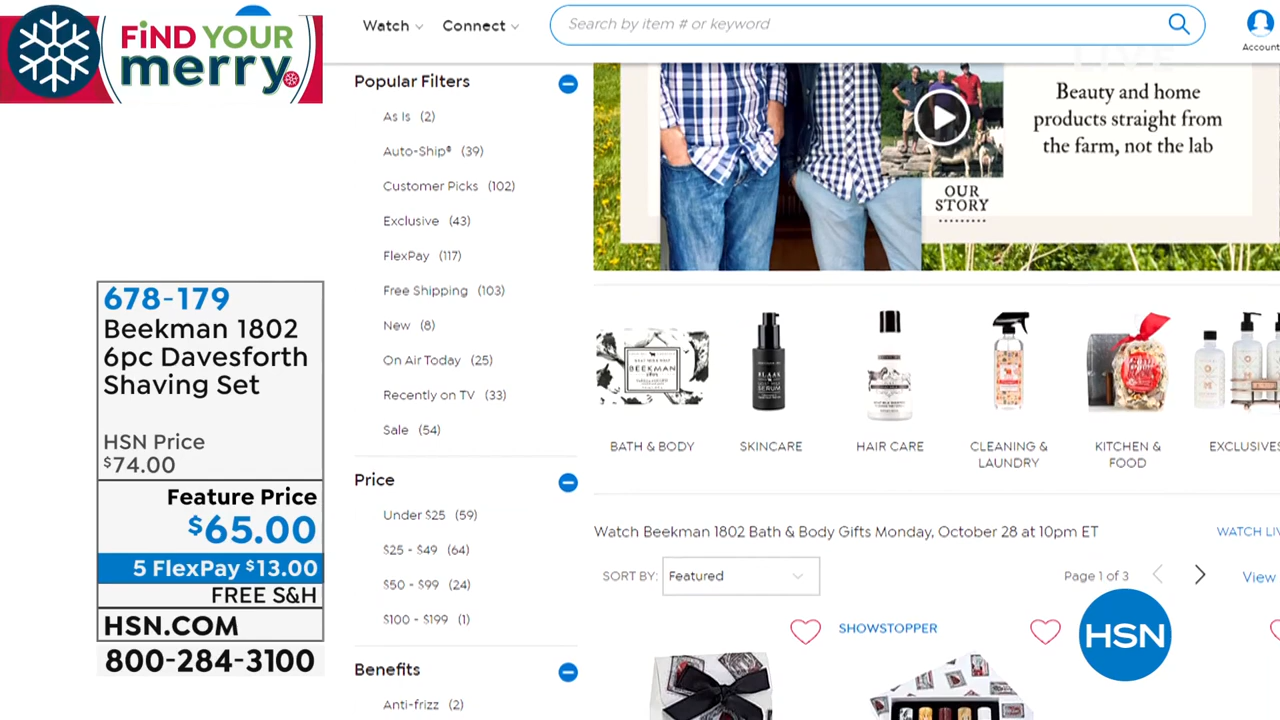 FiND YOUR
merry
Watch
Connect
Search by item # or keyword
Account
LIVE
Popular Filters
As Is (2)
Auto-Ship® (39)
Customer Picks (102)
Exclusive (43)
FlexPay (117)
Free Shipping (103)
New (8)
On Air Today (25)
Recently on TV (33)
Sale (54)
Price
Under $25 (59)
$25 - $49 (64)
$50 - $99 (24)
$100 - $199 (1)
Benefits
Anti-frizz (2)
Beauty and home
products straight from
the farm, not the lab
OUR
STORY
BEEKMAN
BATH & BODY
SKINCARE
HAIR CARE
CLEANING &
LAUNDRY
KITCHEN &
FOOD
EXCLUSIVES
Watch Beekman 1802 Bath & Body Gifts Monday, October 28 at 10pm ET
WATCH LIV
SORT BY: Featured
Page 1 of 3
View
SHOWSTOPPER
HSN
678-179
Beekman 1802
6pc Davesforth
Shaving Set
HSN Price
$74.00
Feature Price
$65.00
5 FlexPay $13.00
FREE S&H
HSN.COM
800-284-3100